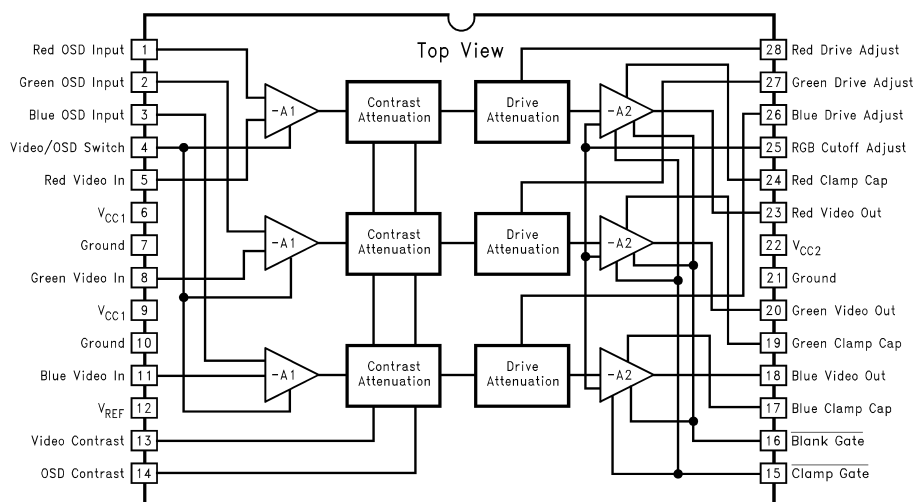 Top View
Red OSD Input 1
Green OSD Input 2
Blue OSD Input 3
Video/OSD Switch 4
Red Video In 5
VCC1 6
Ground 7
Green Video In 8
VCC1 9
Ground 10
Blue Video In 11
VREF 12
Video Contrast 13
OSD Contrast 14
-A1
Contrast
Attenuation
Drive
Attenuation
-A2
-A1
Contrast
Attenuation
Drive
Attenuation
-A2
-A1
Contrast
Attenuation
Drive
Attenuation
-A2
28 Red Drive Adjust
27 Green Drive Adjust
26 Blue Drive Adjust
25 RGB Cutoff Adjust
24 Red Clamp Cap
23 Red Video Out
22 VCC2
21 Ground
20 Green Video Out
19 Green Clamp Cap
18 Blue Video Out
17 Blue Clamp Cap
16 Blank Gate
15 Clamp Gate